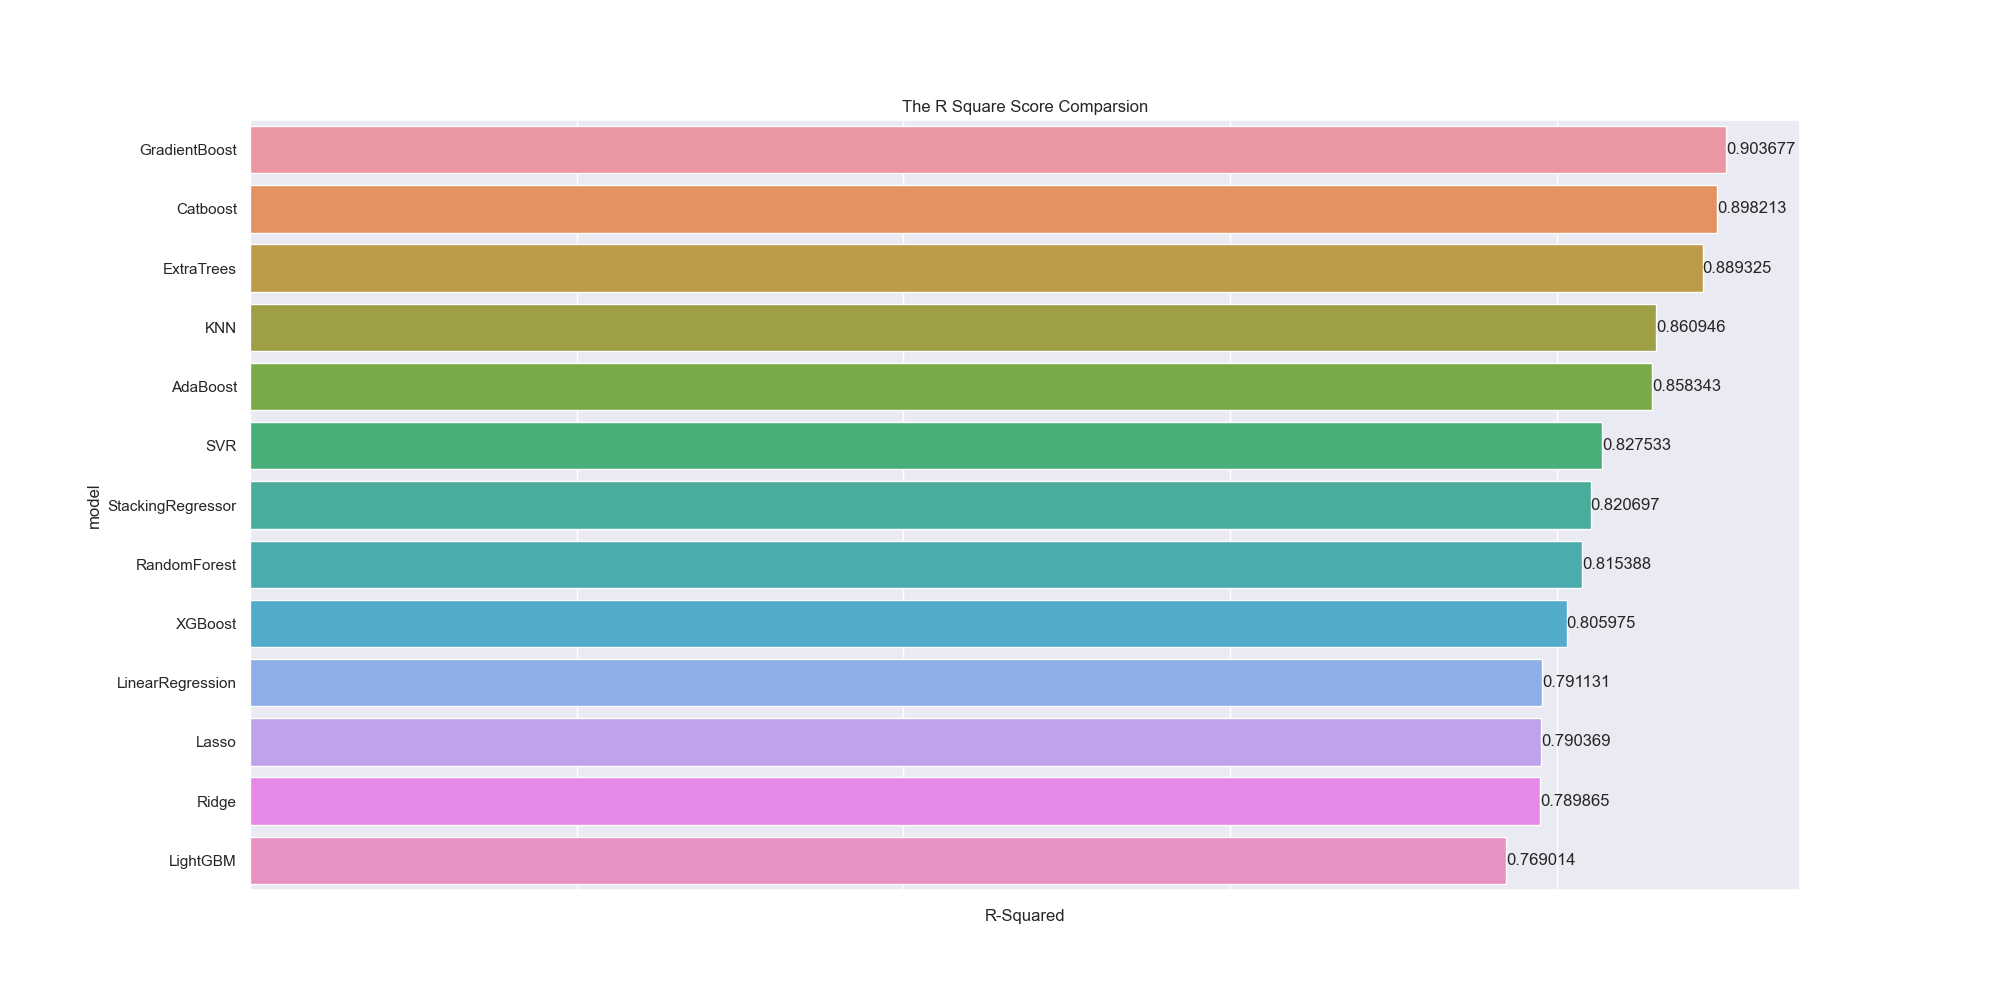 The R Square Score Comparsion
GradientBoost 0.903677
Catboost 0.898213
ExtraTrees 0.889325
KNN 0.860946
AdaBoost 0.858343
SVR 0.827533
model
StackingRegressor 0.820697
RandomForest 0.815388
XGBoost 0.805975
LinearRegression 0.791131
Lasso 0.790369
Ridge 0.789865
LightGBM 0.769014
R-Squared